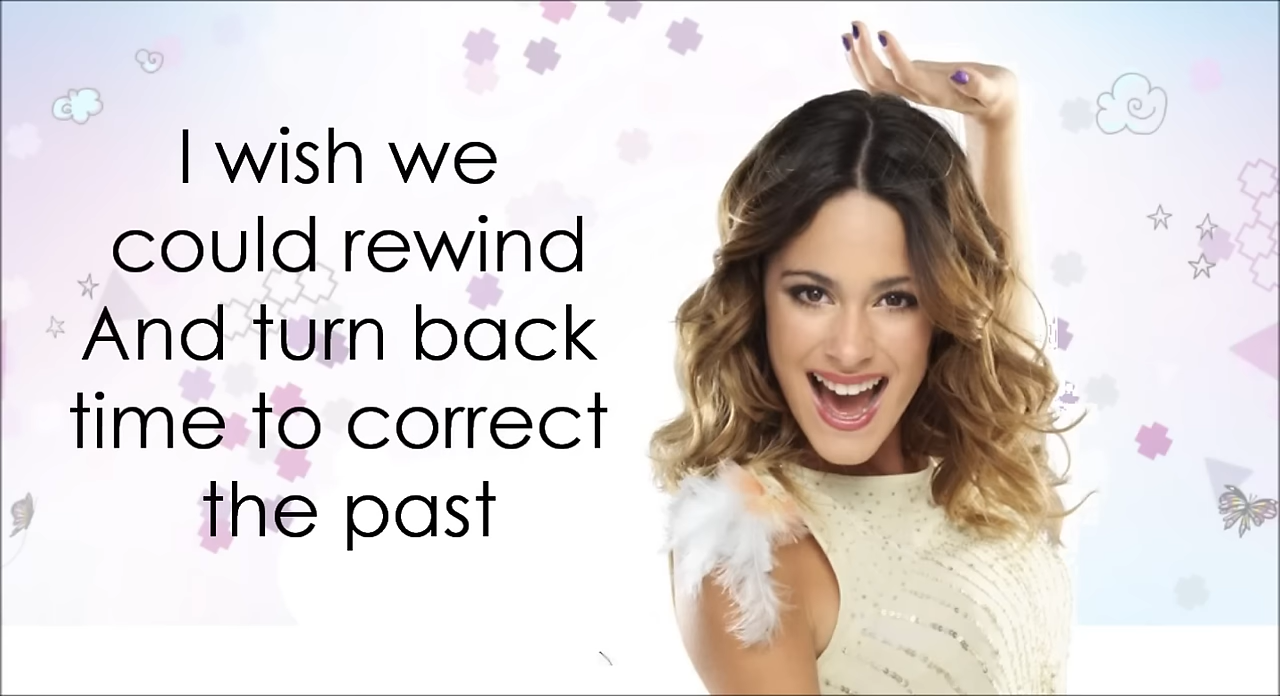 I wish we
could rewind
And turn back
time to correct
the past